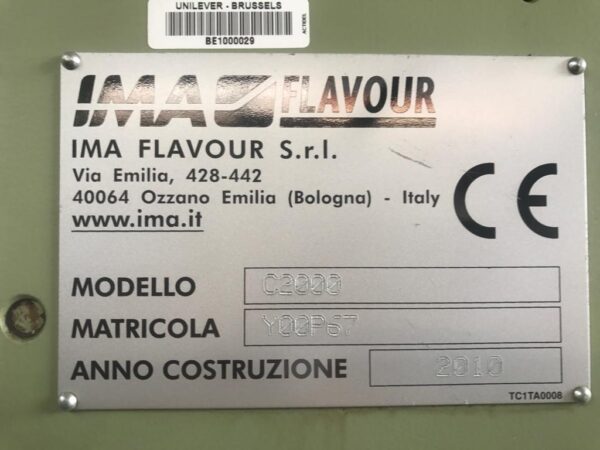 UNILEVER - BRUSSELS
BE1000029
IMA FLAVOUR
IMA FLAVOUR S.r.l.
Via Emilia, 428-442
40064 Ozzano Emilia (Bologna) - Italy
www.ima.it
CE
MODELLO C2000
MATRICOLA Y00P67
ANNO COSTRUZIONE 2010
TC1TA0008